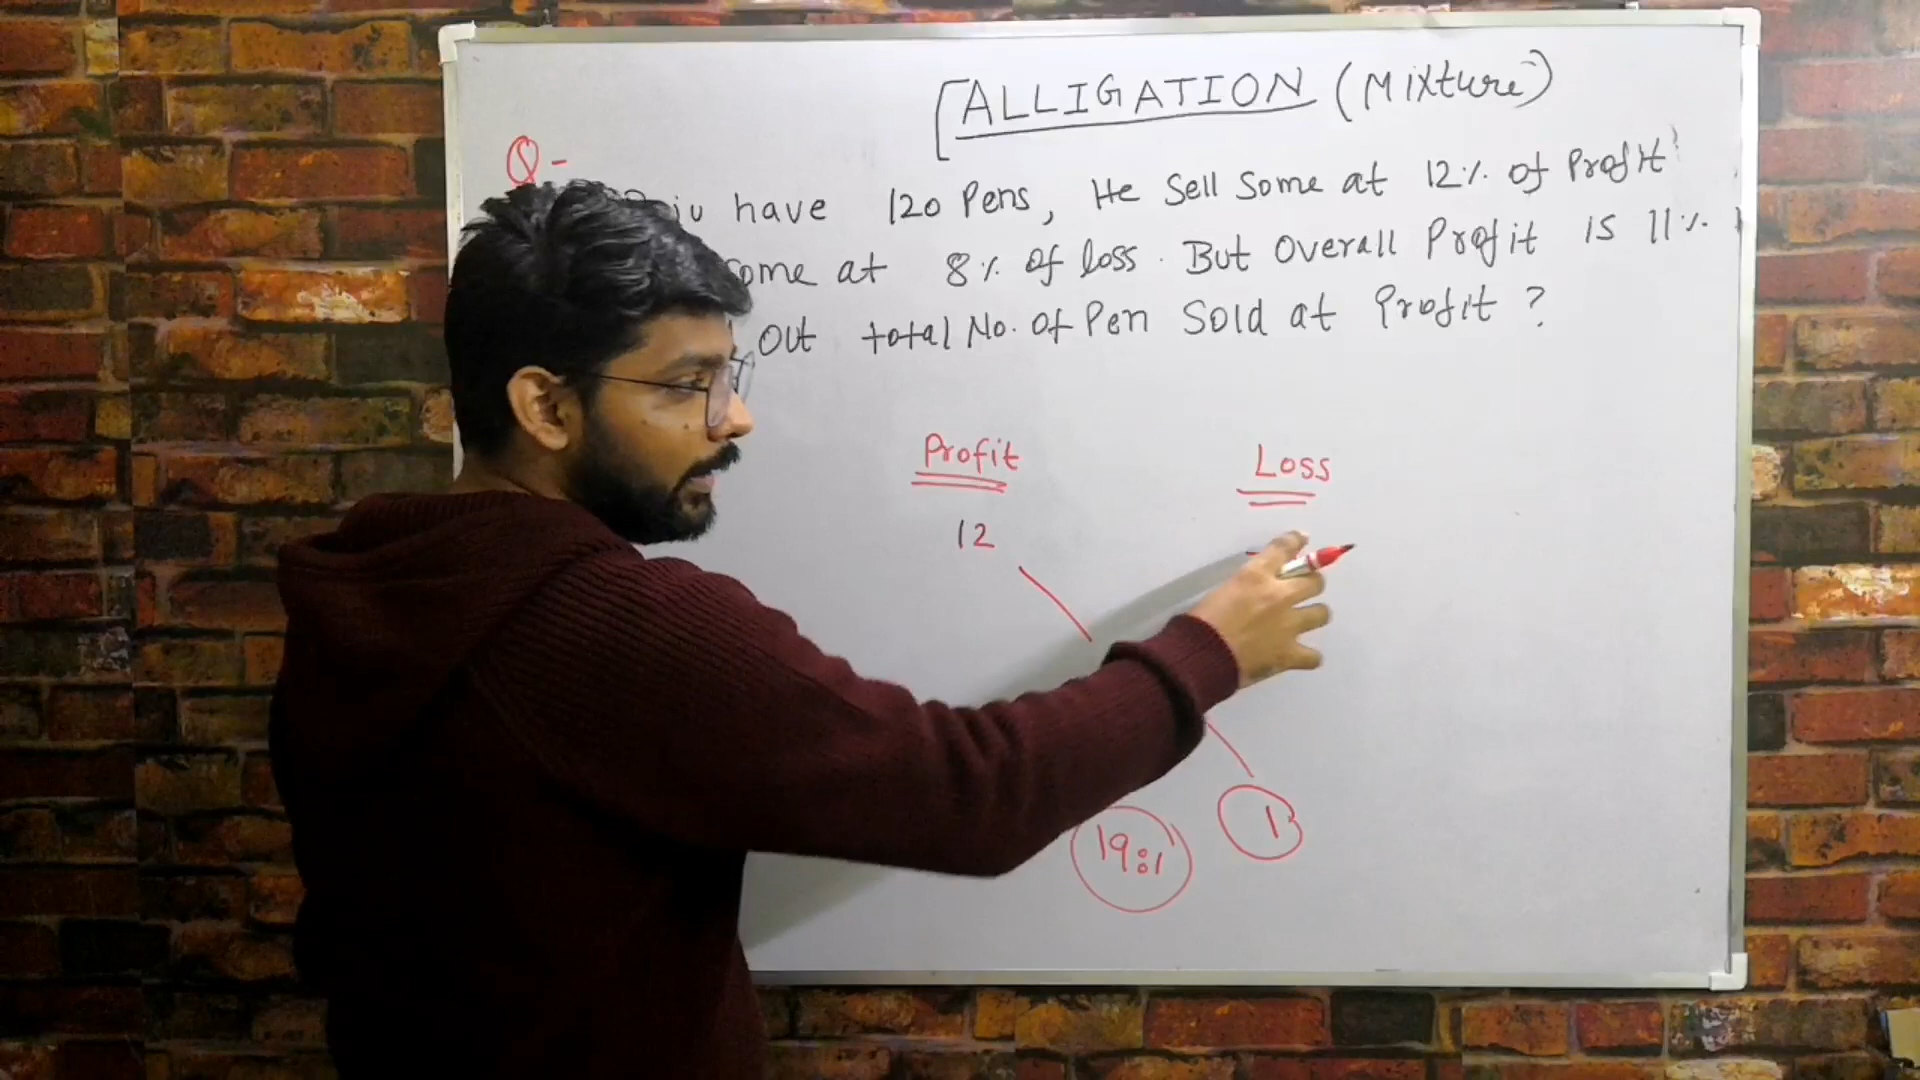 ALLIGATION (Mixture)
Q-
have 120 Pens, He Sell Some at 12% of Profit
ome at 8% of loss. But Overall Profit is 11%
Out total No. of Pen Sold at Profit ?
Profit Loss
12
19:1
1